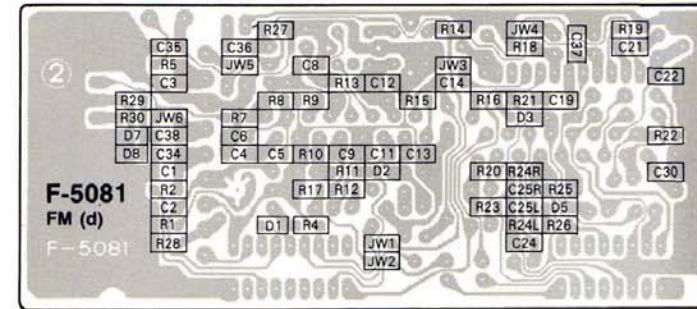 R27 R14 JW4 R19
C35 C36 R18 C37 C21
② R5 JW5 C8 JW3
C3 R13 C12 C14 C22
R29 R8 R9 R15 R16 R21 C19
R30 JW6 R7 D3
D7 C38 C6 R22
D8 C34 C4 C5 R10 C9 C11 C13
C1 R11 D2 R20 R24R C30
F-5081 R2 R17 R12 C25R R25
FM (d) C2 R23 C25L D5
R1 D1 R4 R24L R26
F-5081 R28 JW1 C24
JW2